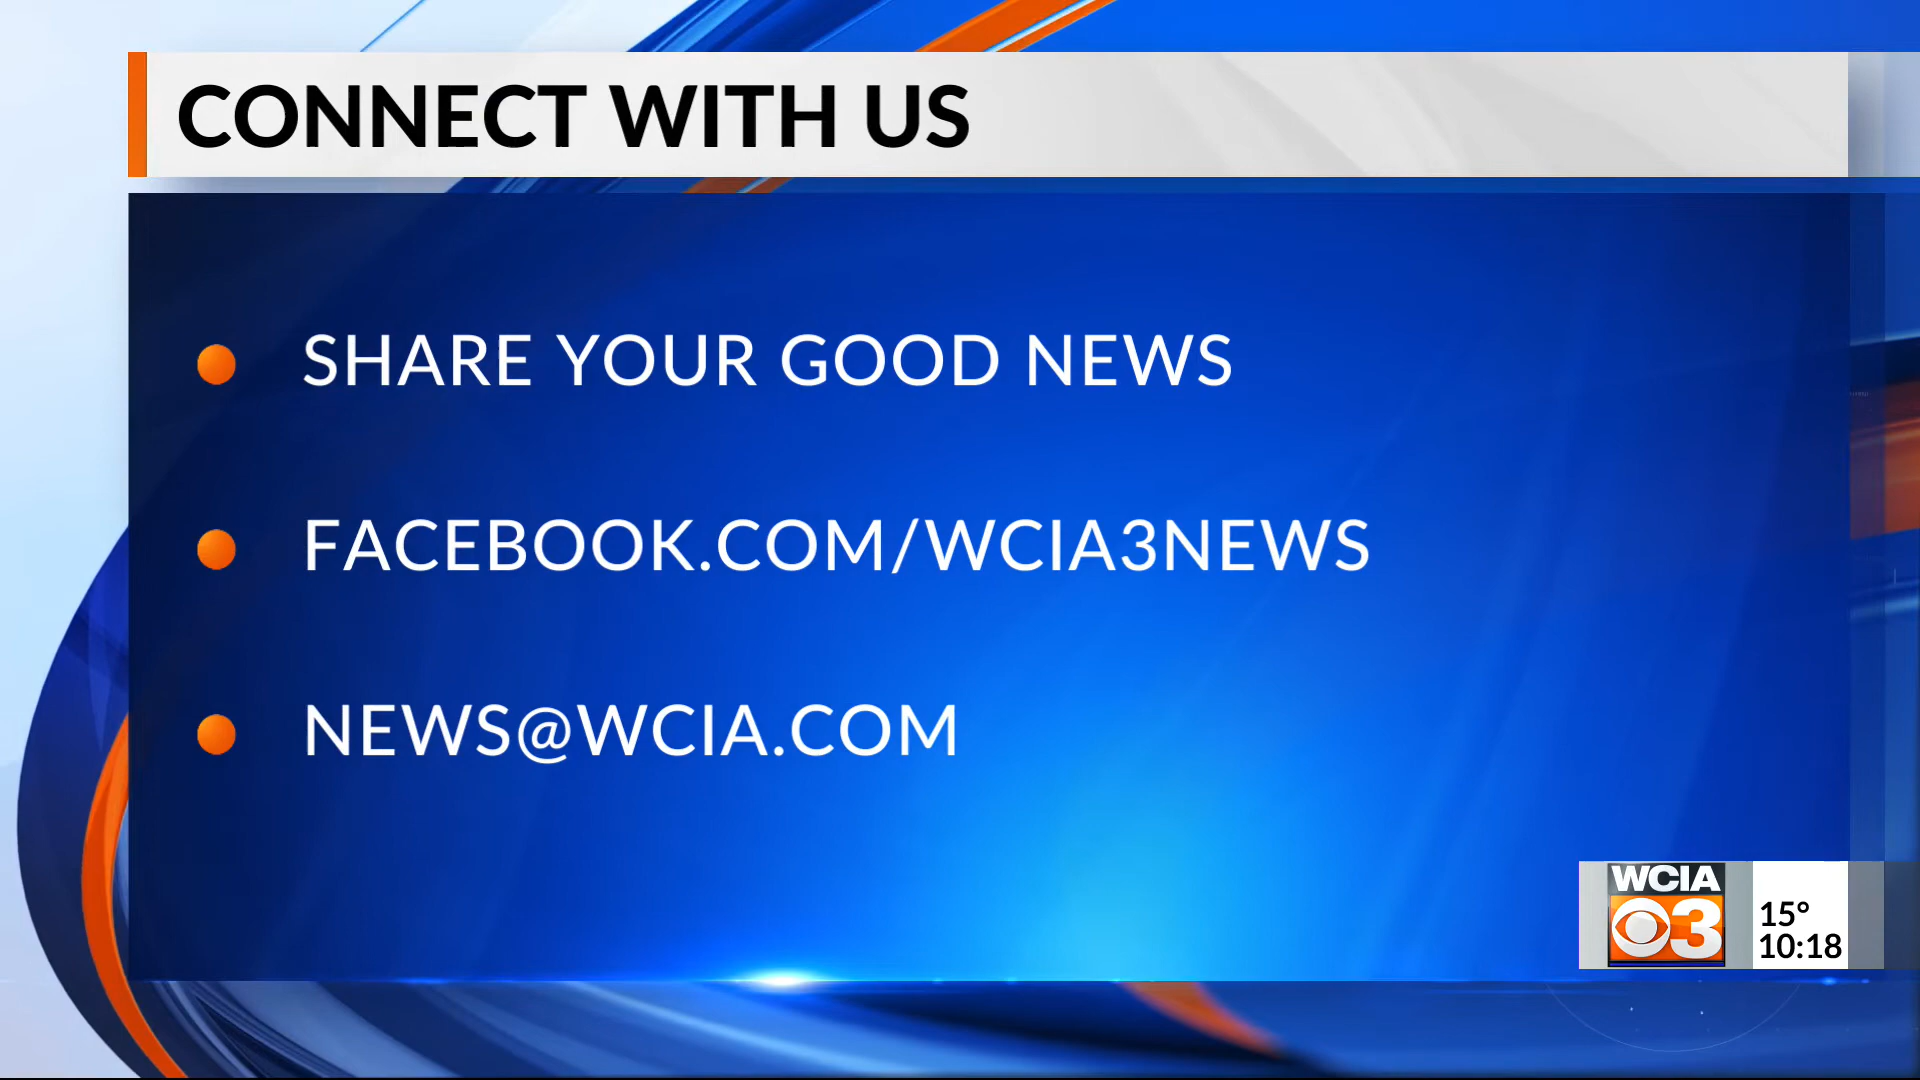 CONNECT WITH US
SHARE YOUR GOOD NEWS
FACEBOOK.COM/WCIA3NEWS
NEWS@WCIA.COM
WCIA
3
15°
10:18